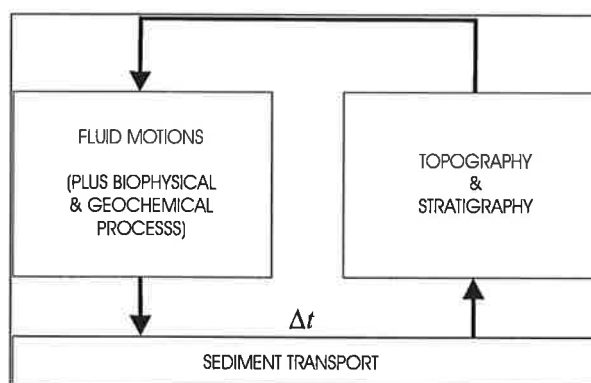 FLUID MOTIONS
(PLUS BIOPHYSICAL
& GEOCHEMICAL
PROCESSS)
TOPOGRAPHY
&
STRATIGRAPHY
Δt
SEDIMENT TRANSPORT